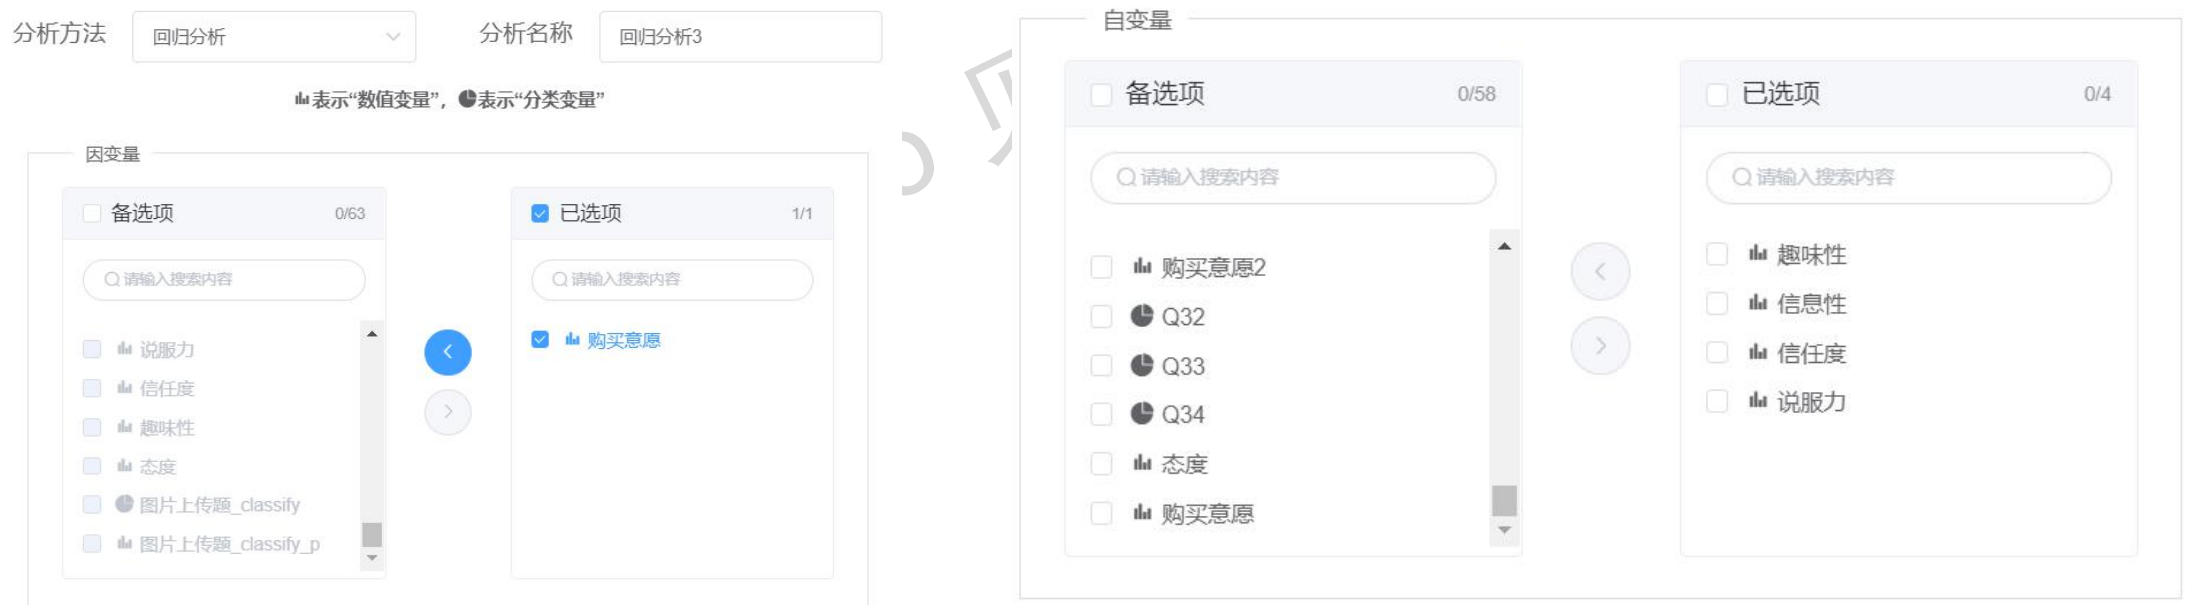 分析方法 回归分析 分析名称 回归分析3
表示“数值变量”, 表示“分类变量”
因变量
备选项 0/63
请输入搜索内容
说服力
信任度
趣味性
态度
图片上传题_classify
图片上传题_classify_p
已选项 1/1
请输入搜索内容
购买意愿
自变量
备选项 0/58
请输入搜索内容
购买意愿2
Q32
Q33
Q34
态度
购买意愿
已选项 0/4
请输入搜索内容
趣味性
信息性
信任度
说服力